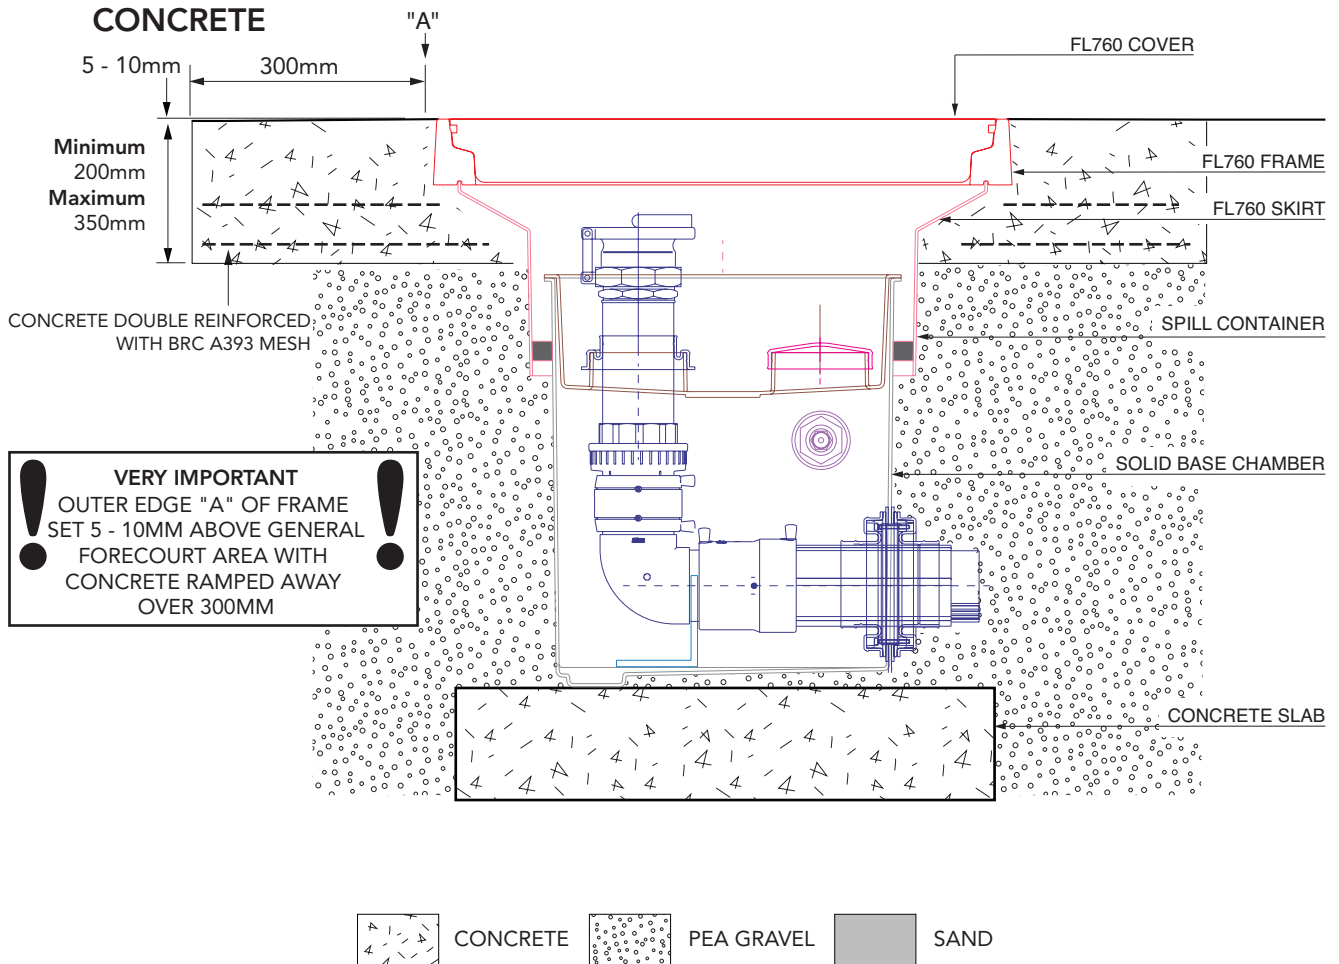 CONCRETE
"A"
FL760 COVER
5 - 10mm
300mm
Minimum
200mm
Maximum
350mm
FL760 FRAME
FL760 SKIRT
CONCRETE DOUBLE REINFORCED
WITH BRC A393 MESH
SPILL CONTAINER
SOLID BASE CHAMBER
VERY IMPORTANT
OUTER EDGE "A" OF FRAME
SET 5 - 10MM ABOVE GENERAL
FORECOURT AREA WITH
CONCRETE RAMPED AWAY
OVER 300MM
CONCRETE SLAB
CONCRETE
PEA GRAVEL
SAND